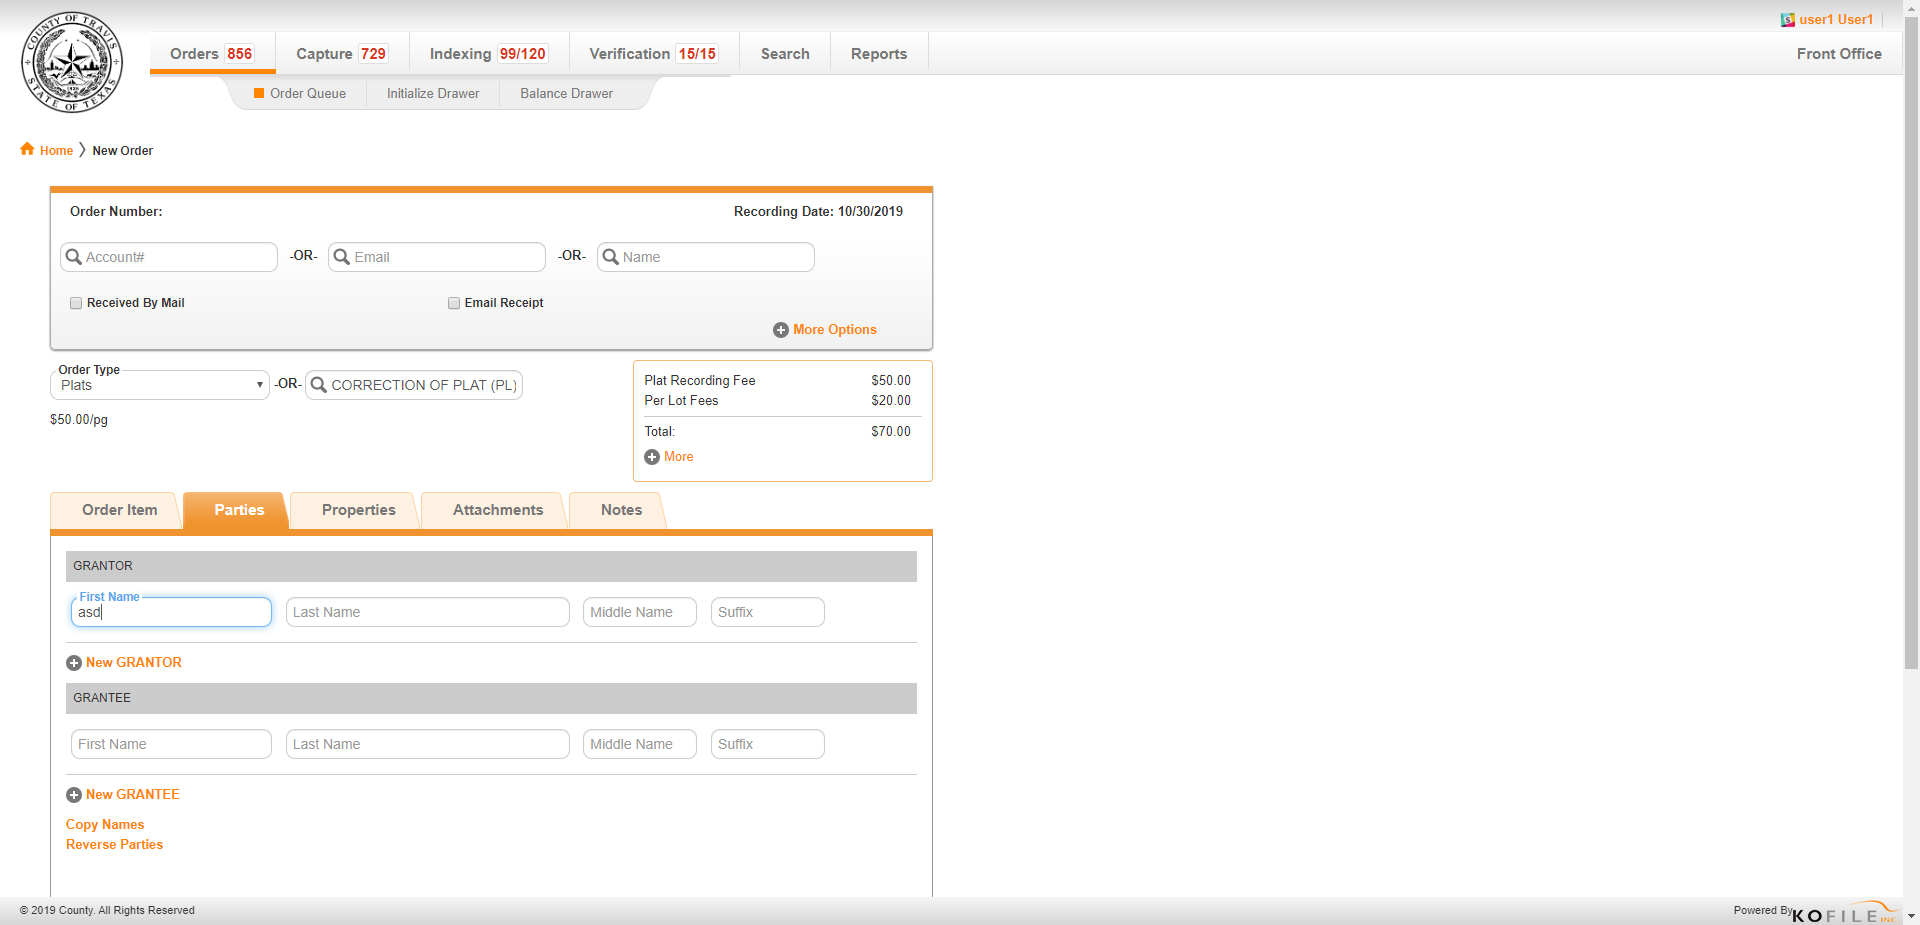 COUNTY OF TRAVIS
STATE OF TEXAS
user1 User1
Orders 856 Capture 729 Indexing 99/120 Verification 15/15 Search Reports Front Office
Order Queue Initialize Drawer Balance Drawer
Home New Order
Order Number: Recording Date: 10/30/2019
Account# -OR- Email -OR- Name
Received By Mail Email Receipt
More Options
Order Type
Plats -OR- CORRECTION OF PLAT (PL)
$50.00/pg
Plat Recording Fee $50.00
Per Lot Fees $20.00
Total: $70.00
More
Order Item Parties Properties Attachments Notes
GRANTOR
First Name
asd Last Name Middle Name Suffix
New GRANTOR
GRANTEE
First Name Last Name Middle Name Suffix
New GRANTEE
Copy Names
Reverse Parties
© 2019 County. All Rights Reserved Powered By KOFILE INC.